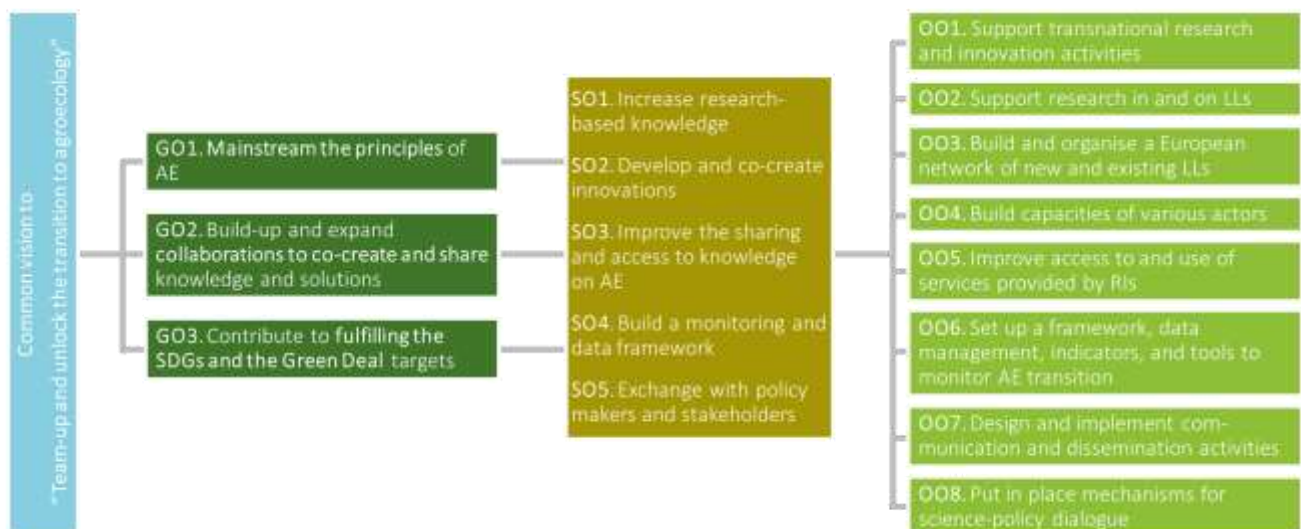 Common vision to
"Team-up and unlock the transition to agroecology"
GO1. Mainstream the principles of
AE
GO2. Build-up and expand
collaborations to co-create and share
knowledge and solutions
GO3. Contribute to fulfilling the
SDGs and the Green Deal targets
SO1. Increase research-
based knowledge
SO2. Develop and co-create
innovations
SO3. Improve the sharing
and access to knowledge
on AE
SO4. Build a monitoring and
data framework
SO5. Exchange with policy
makers and stakeholders
OO1. Support transnational research
and innovation activities
OO2. Support research in and on LLs
OO3. Build and organise a European
network of new and existing LLs
OO4. Build capacities of various actors
OO5. Improve access to and use of
services provided by RIs
OO6. Set up a framework, data
management, indicators, and tools to
monitor AE transition
OO7. Design and implement com-
munication and dissemination activities
OO8. Put in place mechanisms for
science-policy dialogue